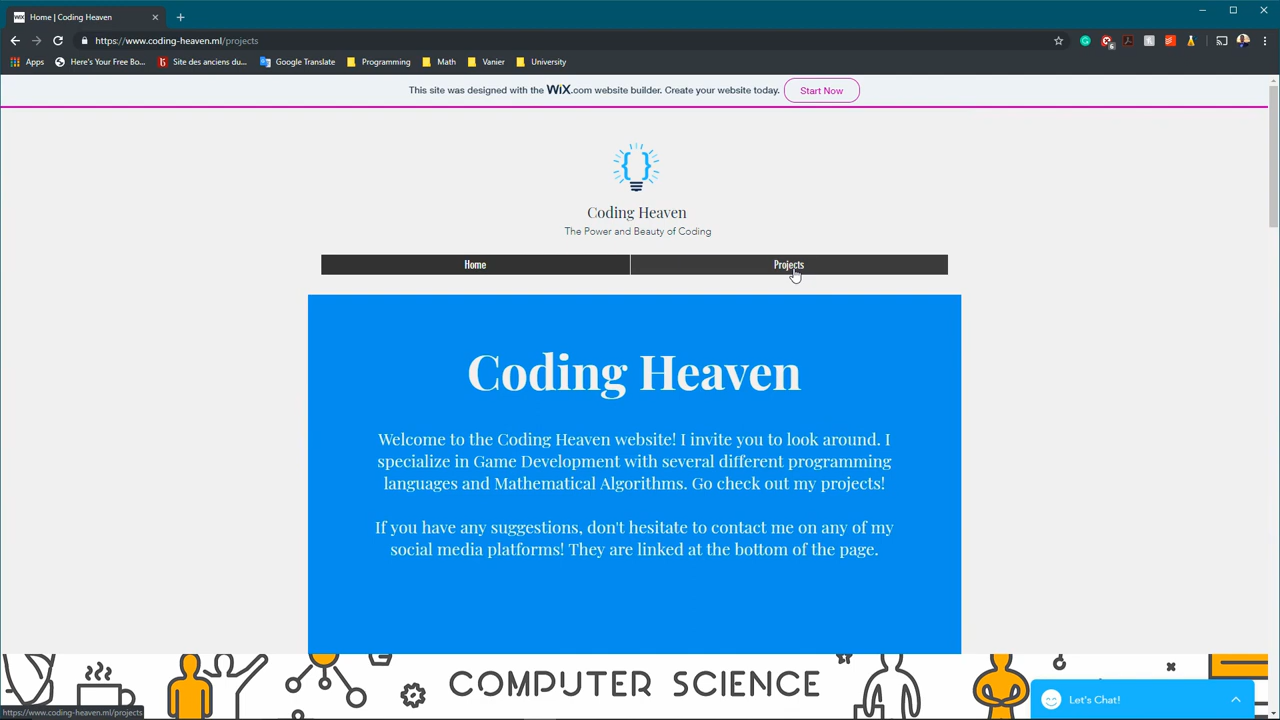 Home | Coding Heaven
https://www.coding-heaven.ml/projects
Apps
Here's Your Free Bo...
Site des anciens du...
Google Translate
Programming
Math
Vanier
University
This site was designed with the WiX.com website builder. Create your website today.
Start Now
Coding Heaven
The Power and Beauty of Coding
Home
Projects
Coding Heaven
Welcome to the Coding Heaven website! I invite you to look around. I
specialize in Game Development with several different programming
languages and Mathematical Algorithms. Go check out my projects!
If you have any suggestions, don't hesitate to contact me on any of my
social media platforms! They are linked at the bottom of the page.
COMPUTER SCIENCE
Let's Chat!
https://www.coding-heaven.ml/projects